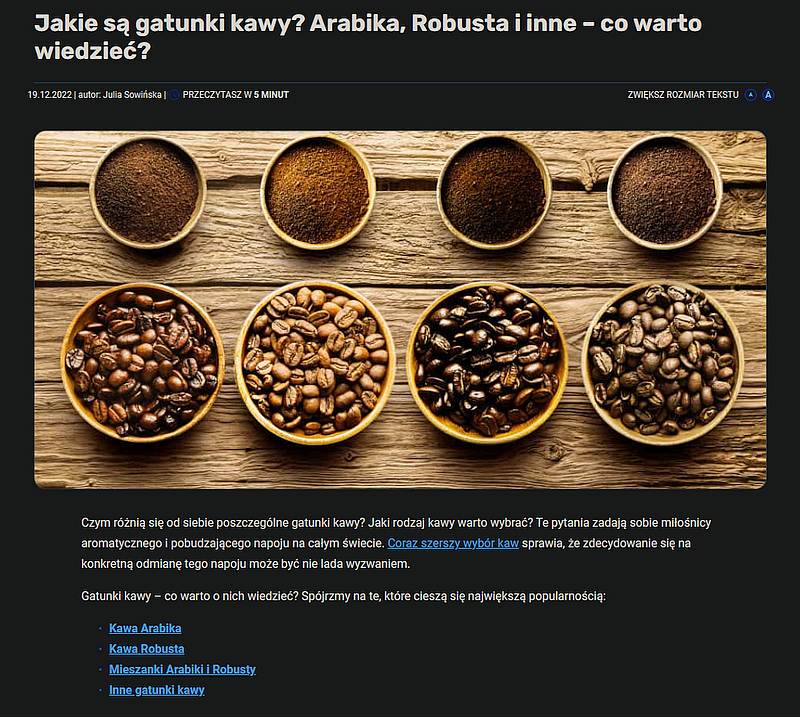 Jakie są gatunki kawy? Arabika, Robusta i inne – co warto
wiedzieć?
19.12.2022 | autor: Julia Sowińska | PRZECZYTASZ W 5 MINUT
ZWIĘKSZ ROZMIAR TEKSTU A A
Czym różnią się od siebie poszczególne gatunki kawy? Jaki rodzaj kawy warto wybrać? Te pytania zadają sobie miłośnicy
aromatycznego i pobudzającego napoju na całym świecie. Coraz szerszy wybór kaw sprawia, że zdecydowanie się na
konkretną odmianę tego napoju może być nie lada wyzwaniem.
Gatunki kawy – co warto o nich wiedzieć? Spójrzmy na te, które cieszą się największą popularnością:
· Kawa Arabika
· Kawa Robusta
· Mieszanki Arabiki i Robusty
· Inne gatunki kawy